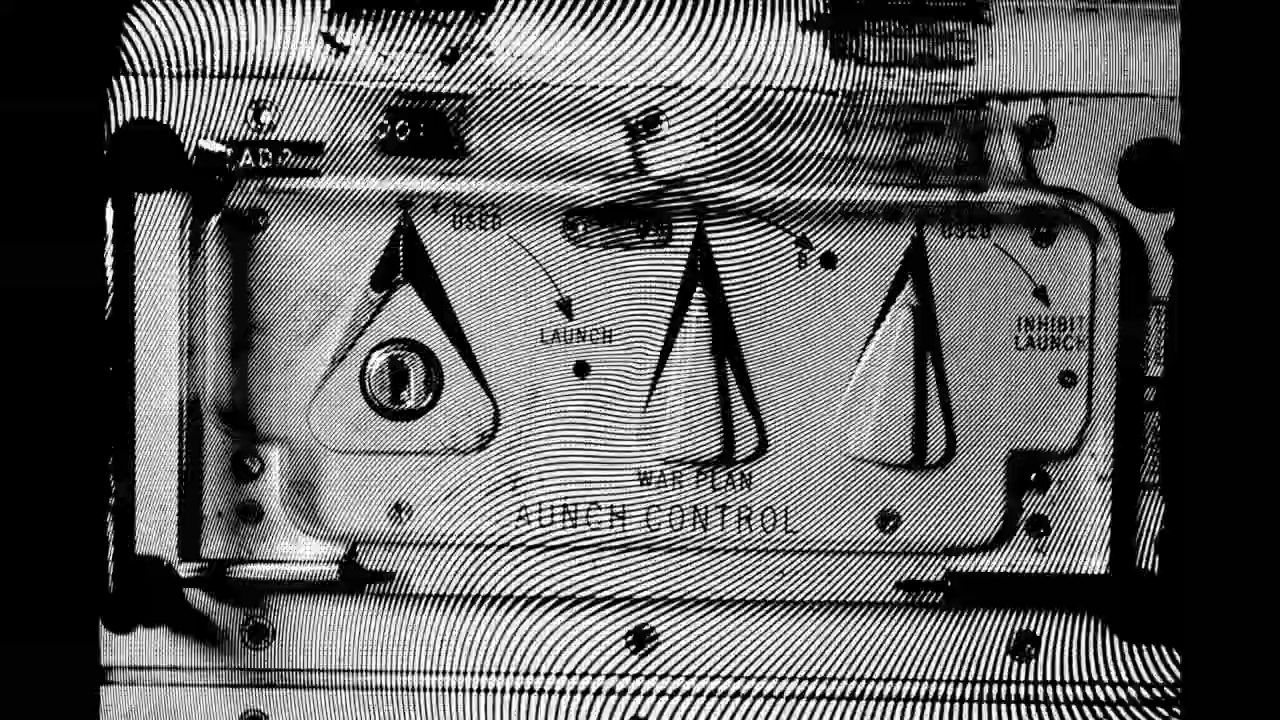 USED
USED
B
LAUNCH
INHIBIT
LAUNCH
WAR PLAN
AUNCH CONTROL